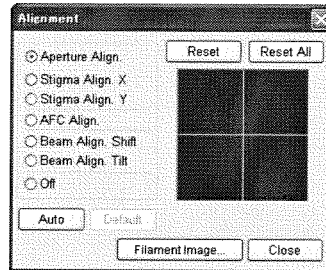 Alignment
Reset
Reset All
Aperture Align.
Stigma Align. X
Stigma Align. Y
AFC Align.
Beam Align. Shift
Beam Align. Tilt
Off
Auto
Default
Filament Image...
Close